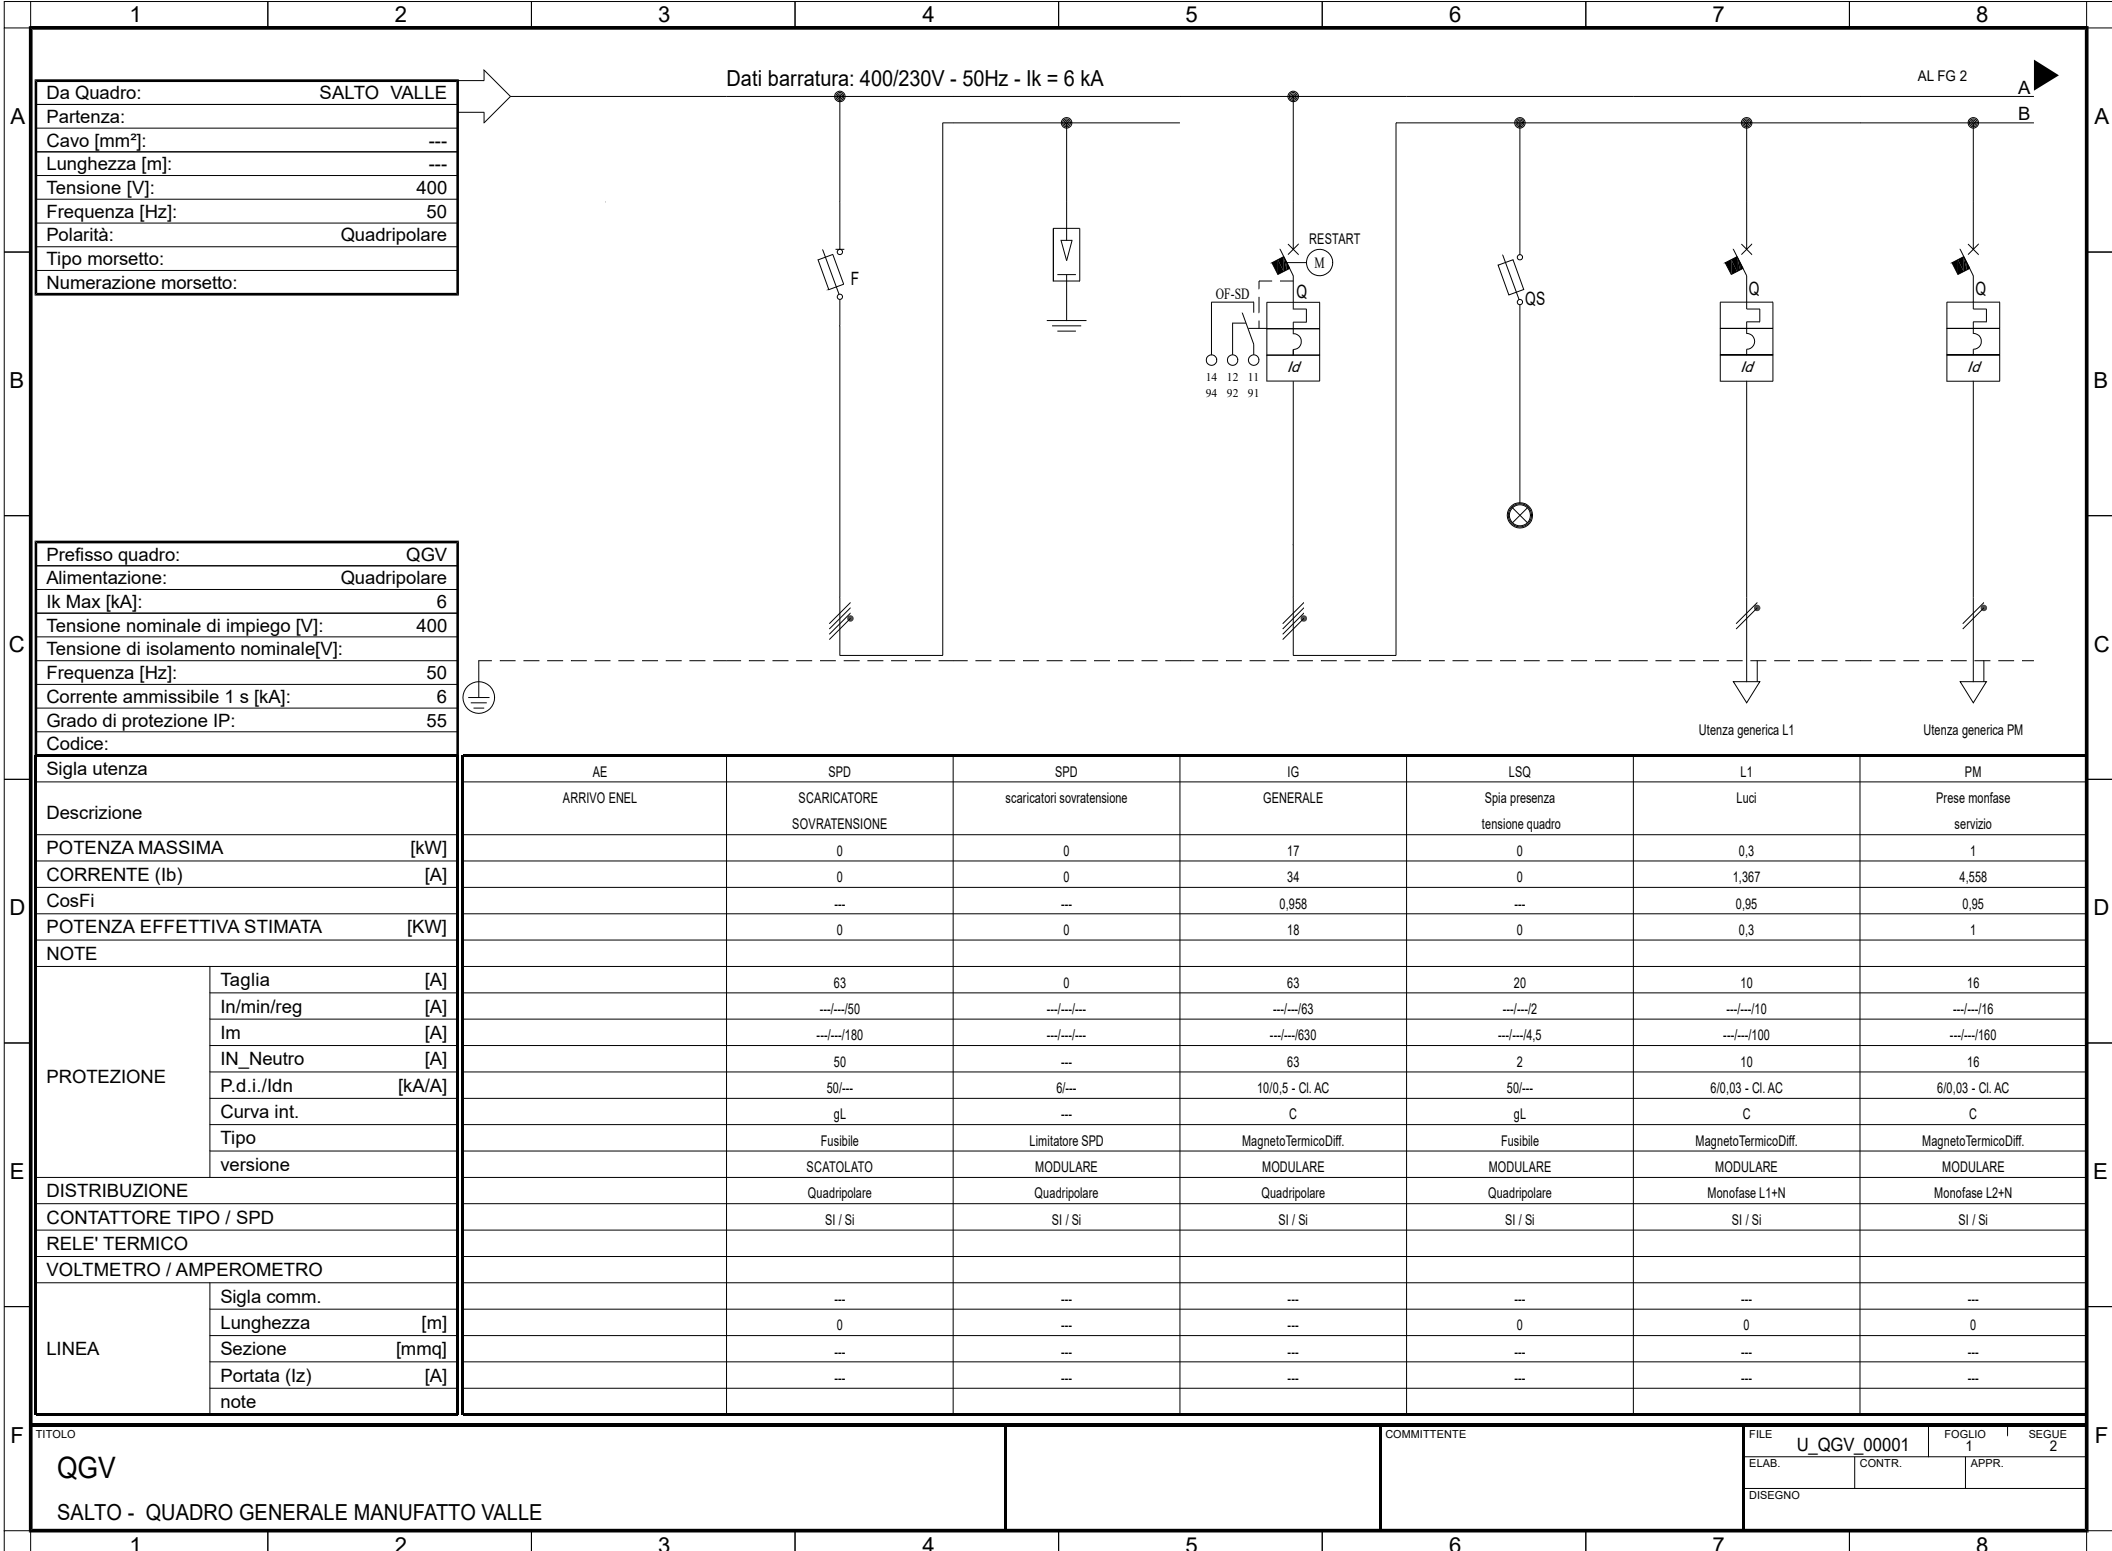 1 2 3 4 5 6 7 8
A
B
C
D
E
F
A
B
C
D
E
F
Da Quadro: SALTO VALLE
Partenza:
Cavo [mm²]: ---
Lunghezza [m]: ---
Tensione [V]: 400
Frequenza [Hz]: 50
Polarità: Quadripolare
Tipo morsetto:
Numerazione morsetto:
Dati barratura: 400/230V - 50Hz - Ik = 6 kA
AL FG 2
A
B
F
RESTART
M
OF-SD
Q
Id
14 12 11
94 92 91
QS
Q
Id
Q
Id
Prefisso quadro: QGV
Alimentazione: Quadripolare
Ik Max [kA]: 6
Tensione nominale di impiego [V]: 400
Tensione di isolamento nominale[V]:
Frequenza [Hz]: 50
Corrente ammissibile 1 s [kA]: 6
Grado di protezione IP: 55
Codice:
Utenza generica L1
Utenza generica PM
Sigla utenza AE SPD SPD IG LSQ L1 PM
Descrizione ARRIVO ENEL SCARICATORE scaricatori sovratensione GENERALE Spia presenza Luci Prese monfase
SOVRATENSIONE tensione quadro servizio
POTENZA MASSIMA [kW] 0 0 17 0 0,3 1
CORRENTE (Ib) [A] 0 0 34 0 1,367 4,558
CosFi --- --- 0,958 --- 0,95 0,95
POTENZA EFFETTIVA STIMATA [KW] 0 0 18 0 0,3 1
NOTE
PROTEZIONE
Taglia [A] 63 0 63 20 10 16
In/min/reg [A] ---/---/50 ---/---/--- ---/---/63 ---/---/2 ---/---/10 ---/---/16
Im [A] ---/---/180 ---/---/--- ---/---/630 ---/---/4,5 ---/---/100 ---/---/160
IN_Neutro [A] 50 --- 63 2 10 16
P.d.i./Idn [kA/A] 50/--- 6/--- 10/0,5 - Cl. AC 50/--- 6/0,03 - Cl. AC 6/0,03 - Cl. AC
Curva int. gL --- C gL C C
Tipo Fusibile Limitatore SPD MagnetoTermicoDiff. Fusibile MagnetoTermicoDiff. MagnetoTermicoDiff.
versione SCATOLATO MODULARE MODULARE MODULARE MODULARE MODULARE
DISTRIBUZIONE Quadripolare Quadripolare Quadripolare Quadripolare Monofase L1+N Monofase L2+N
CONTATTORE TIPO / SPD SI / Si SI / Si SI / Si SI / Si SI / Si SI / Si
RELE' TERMICO
VOLTMETRO / AMPEROMETRO
LINEA
Sigla comm. --- --- --- --- --- ---
Lunghezza [m] 0 --- --- 0 0 0
Sezione [mmq] --- --- --- --- --- ---
Portata (Iz) [A] --- --- --- --- --- ---
note
TITOLO
QGV
SALTO - QUADRO GENERALE MANUFATTO VALLE
COMMITTENTE
FILE U_QGV_00001
FOGLIO 1
SEGUE 2
ELAB. CONTR. APPR.
DISEGNO
1 2 3 4 5 6 7 8